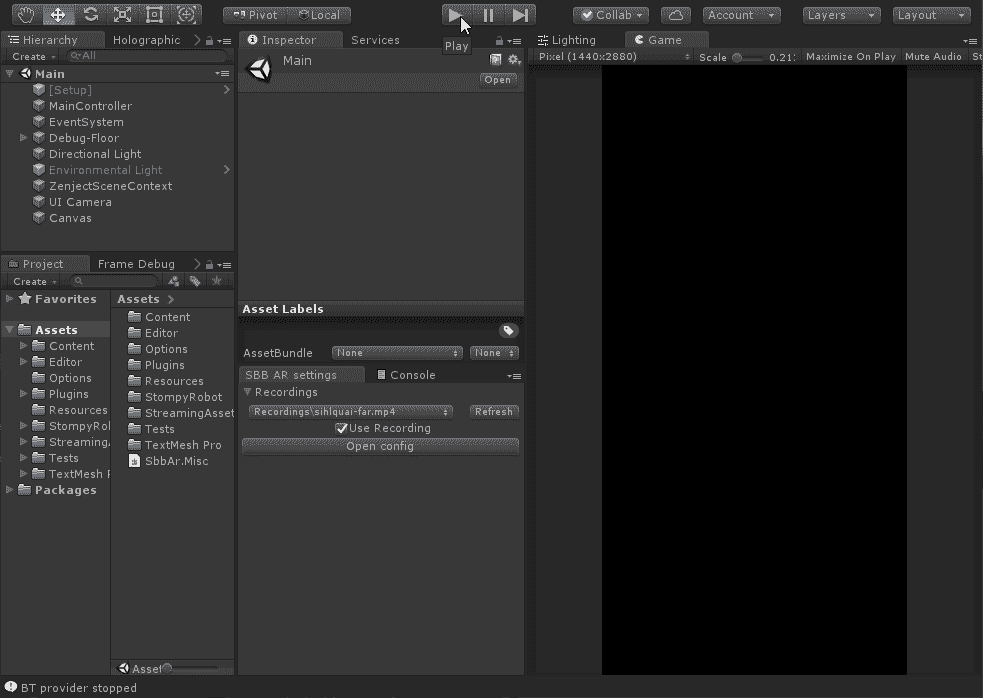 Pivot Local Collab Account Layers Layout
Play
Hierarchy Holographic
Create All
Main
[Setup]
MainController
EventSystem
Debug-Floor
Directional Light
Environmental Light
ZenjectSceneContext
UI Camera
Canvas
Inspector Services
Main
Open
Lighting Game
Pixel (1440x2880) Scale 0.21 Maximize On Play Mute Audio St
Project Frame Debug
Create
Favorites
Assets
Content
Editor
Options
Plugins
Resources
StompyRol
Streaming
Tests
TextMesh P
Packages
Assets
Content
Editor
Options
Plugins
Resources
StompyRobot
StreamingAsset
Tests
TextMesh Pro
SbbAr.Misc
Asset
Asset Labels
AssetBundle None None
SBB AR settings Console
Recordings
Recordings\sihlquai-far.mp4 Refresh
Use Recording
Open config
BT provider stopped